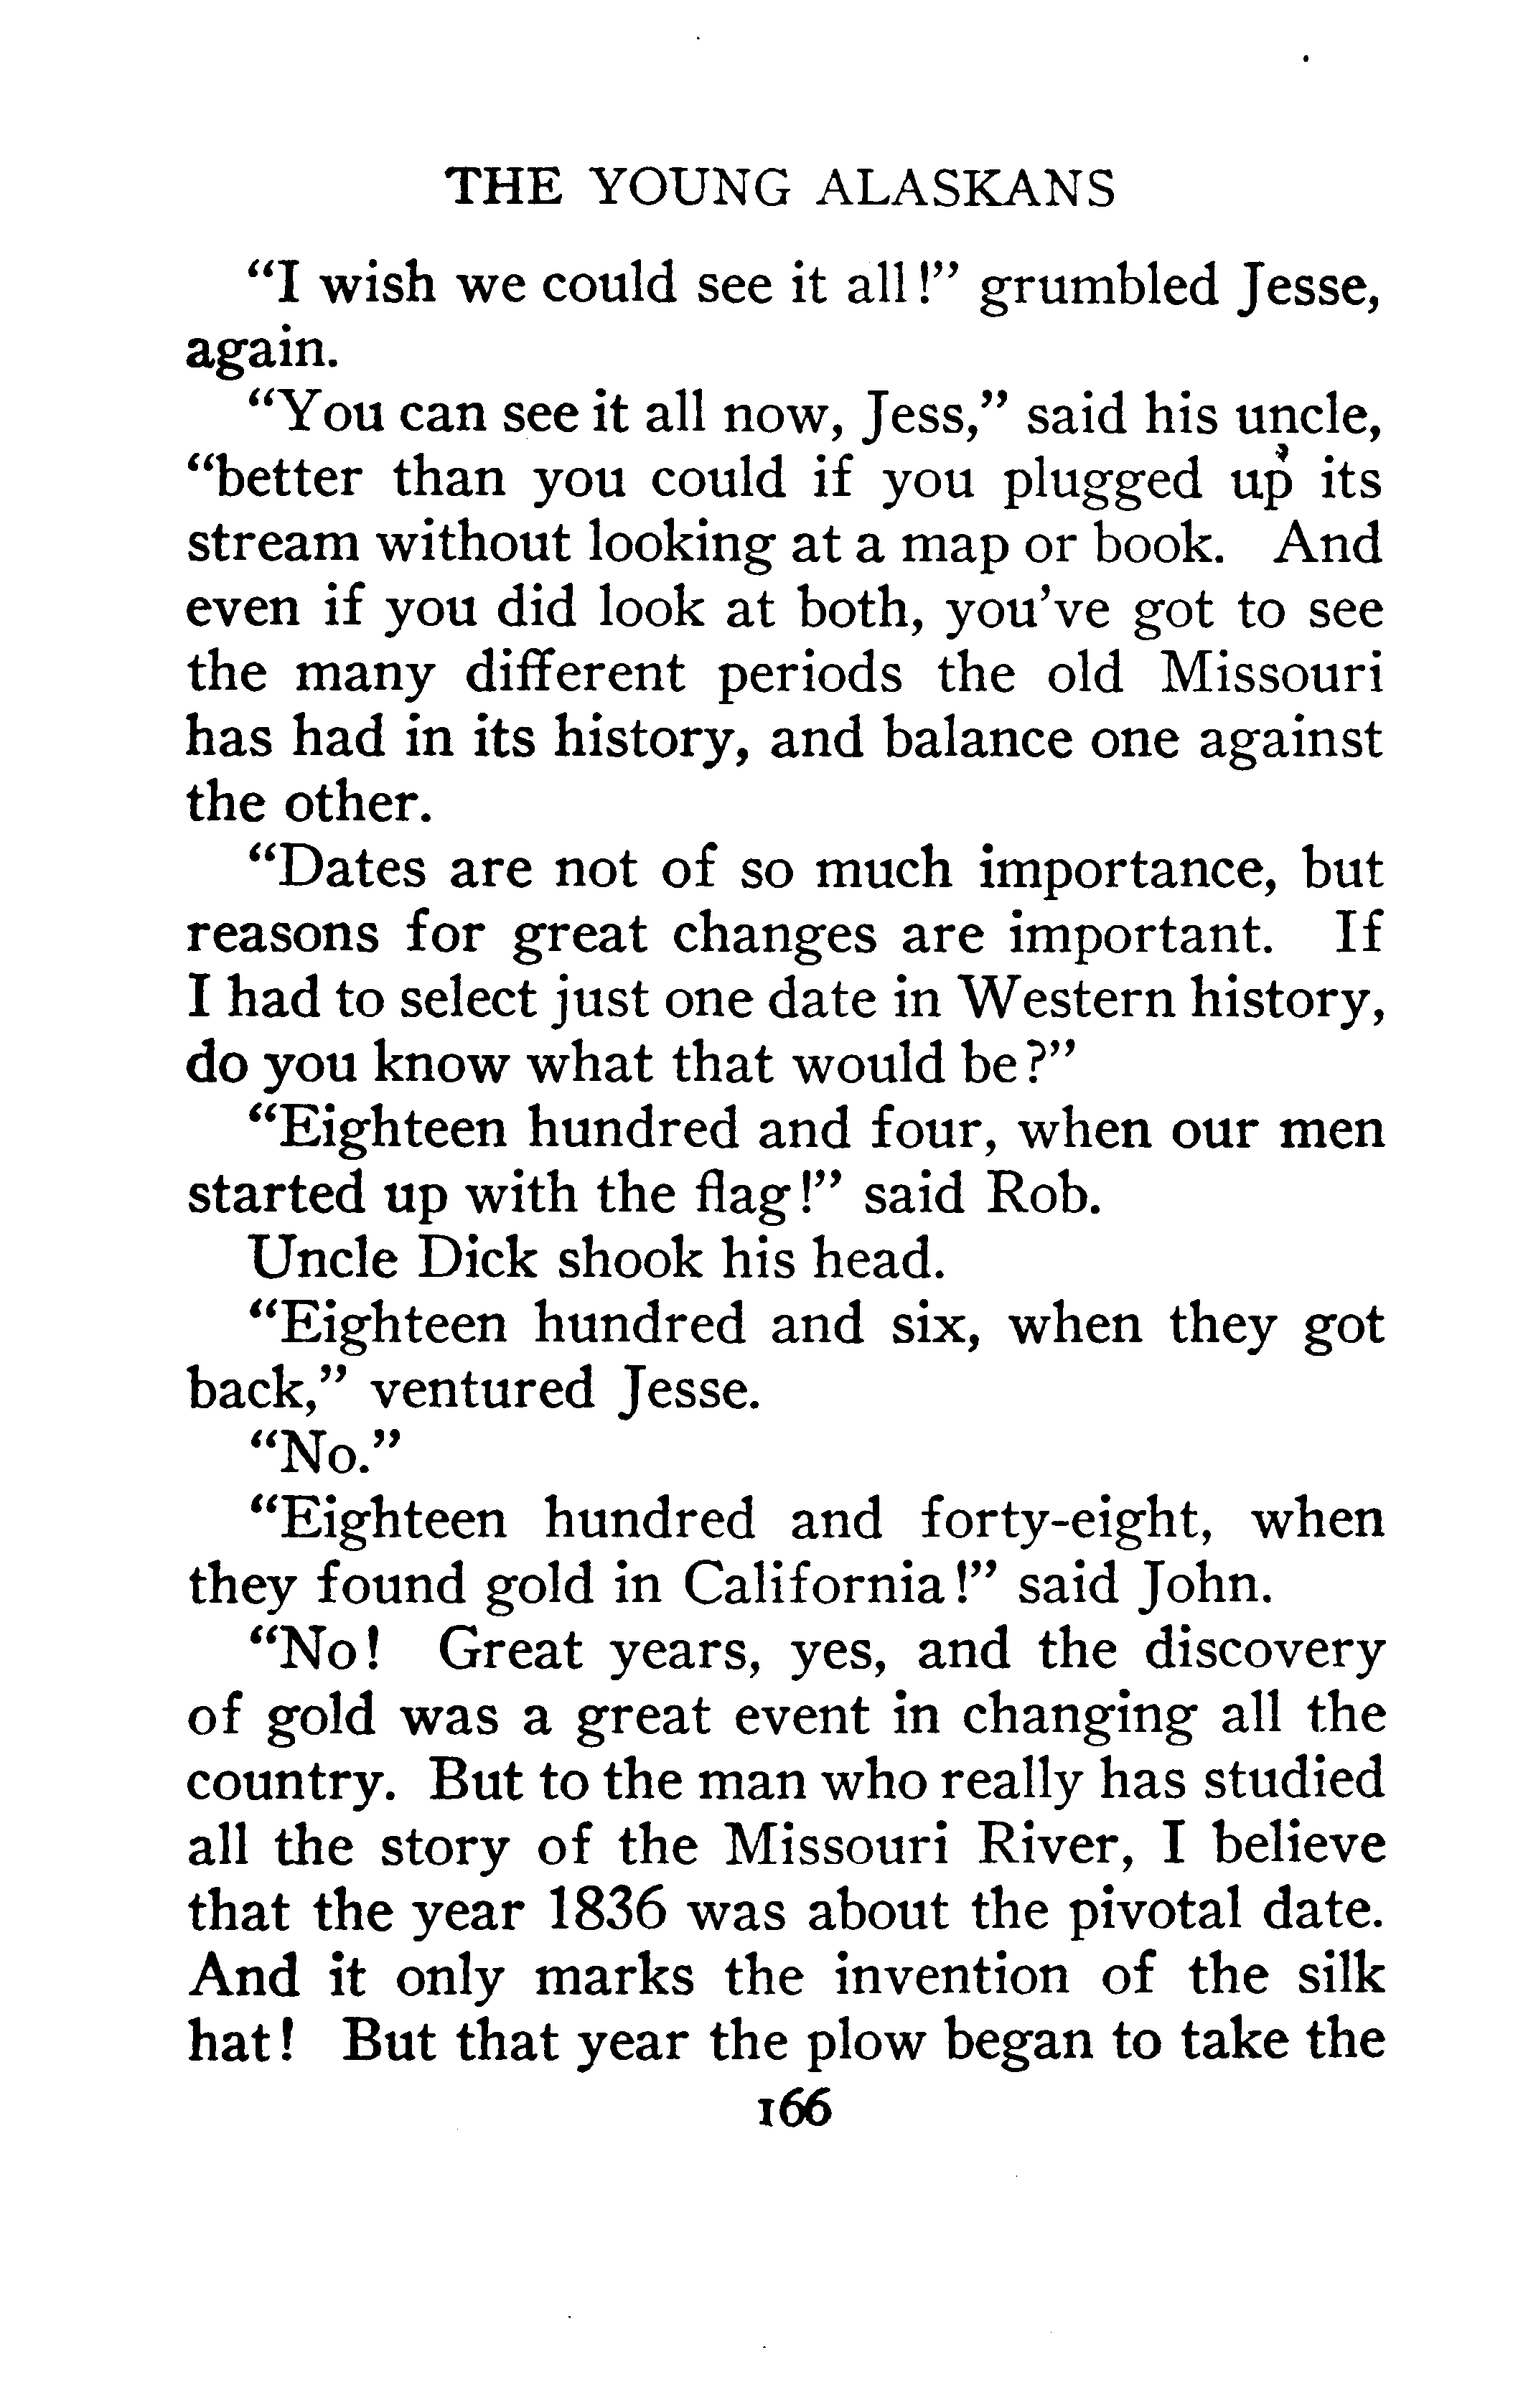 THE YOUNG ALASKANS
“I wish we could see it all!” grumbled Jesse,
again.
“You can see it all now, Jess,” said his uncle,
“better than you could if you plugged up its
stream without looking at a map or book. And
even if you did look at both, you’ve got to see
the many different periods the old Missouri
has had in its history, and balance one against
the other.
“Dates are not of so much importance, but
reasons for great changes are important. If
I had to select just one date in Western history,
do you know what that would be?”
“Eighteen hundred and four, when our men
started up with the flag!” said Rob.
Uncle Dick shook his head.
“Eighteen hundred and six, when they got
back,” ventured Jesse.
“No.”
“Eighteen hundred and forty-eight, when
they found gold in California!” said John.
“No! Great years, yes, and the discovery
of gold was a great event in changing all the
country. But to the man who really has studied
all the story of the Missouri River, I believe
that the year 1836 was about the pivotal date.
And it only marks the invention of the silk
hat! But that year the plow began to take the
166